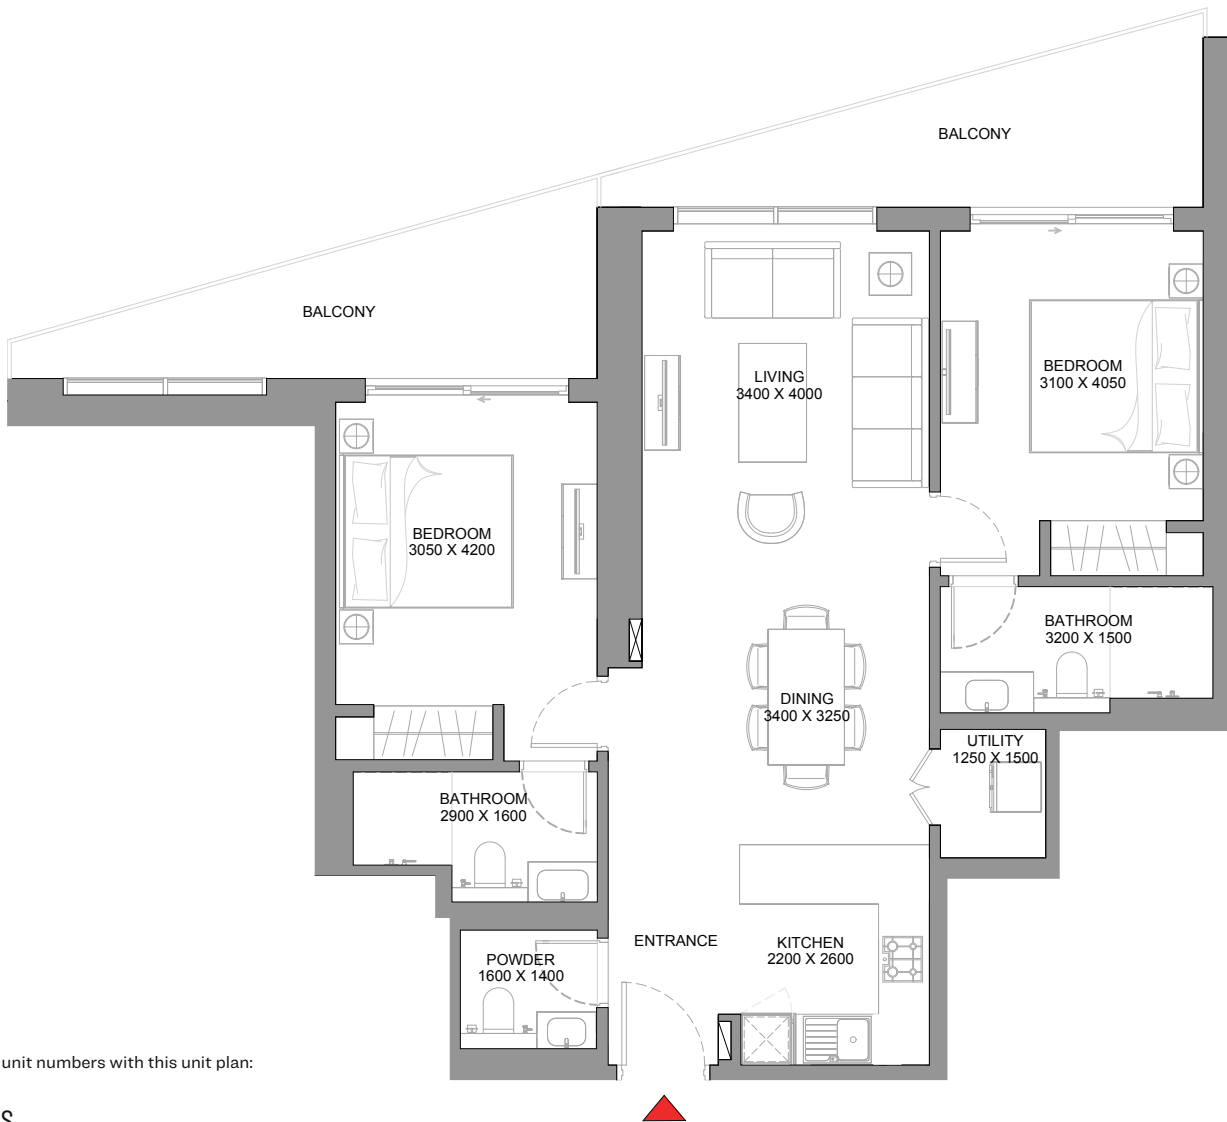 BALCONY
BALCONY
LIVING
3400 X 4000
BEDROOM
3100 X 4050
BEDROOM
3050 X 4200
BATHROOM
3200 X 1500
DINING
3400 X 3250
UTILITY
1250 X 1500
BATHROOM
2900 X 1600
ENTRANCE
KITCHEN
2200 X 2600
POWDER
1600 X 1400
unit numbers with this unit plan: